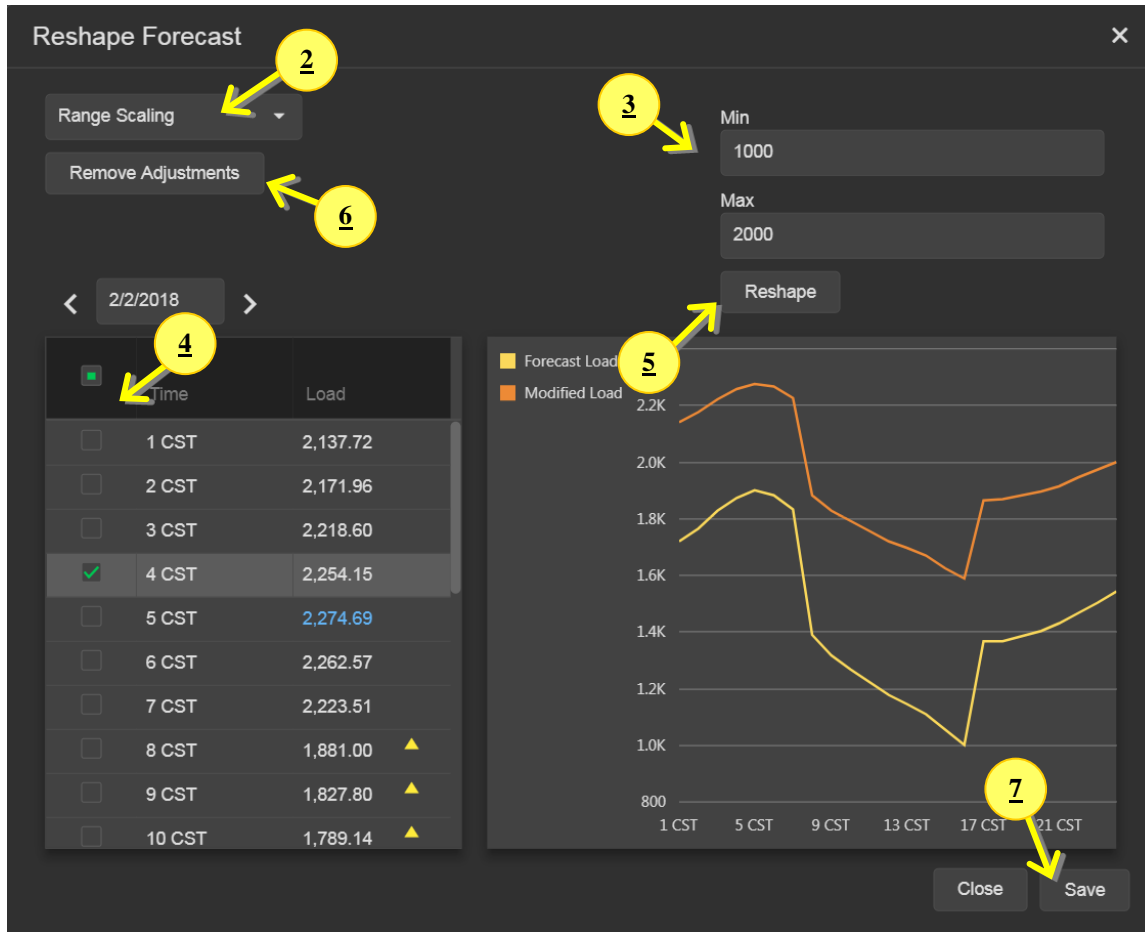 Reshape Forecast
2
Range Scaling
3
Min
1000
Remove Adjustments
6
Max
2000
Reshape
2/2/2018
4
5
Time Load
1 CST 2,137.72
2 CST 2,171.96
3 CST 2,218.60
4 CST 2,254.15
5 CST 2,274.69
6 CST 2,262.57
7 CST 2,223.51
8 CST 1,881.00
9 CST 1,827.80
10 CST 1,789.14
Forecast Load
Modified Load
2.2K
2.0K
1.8K
1.6K
1.4K
1.2K
1.0K
800
1 CST 5 CST 9 CST 13 CST 17 CST 21 CST
7
Close Save